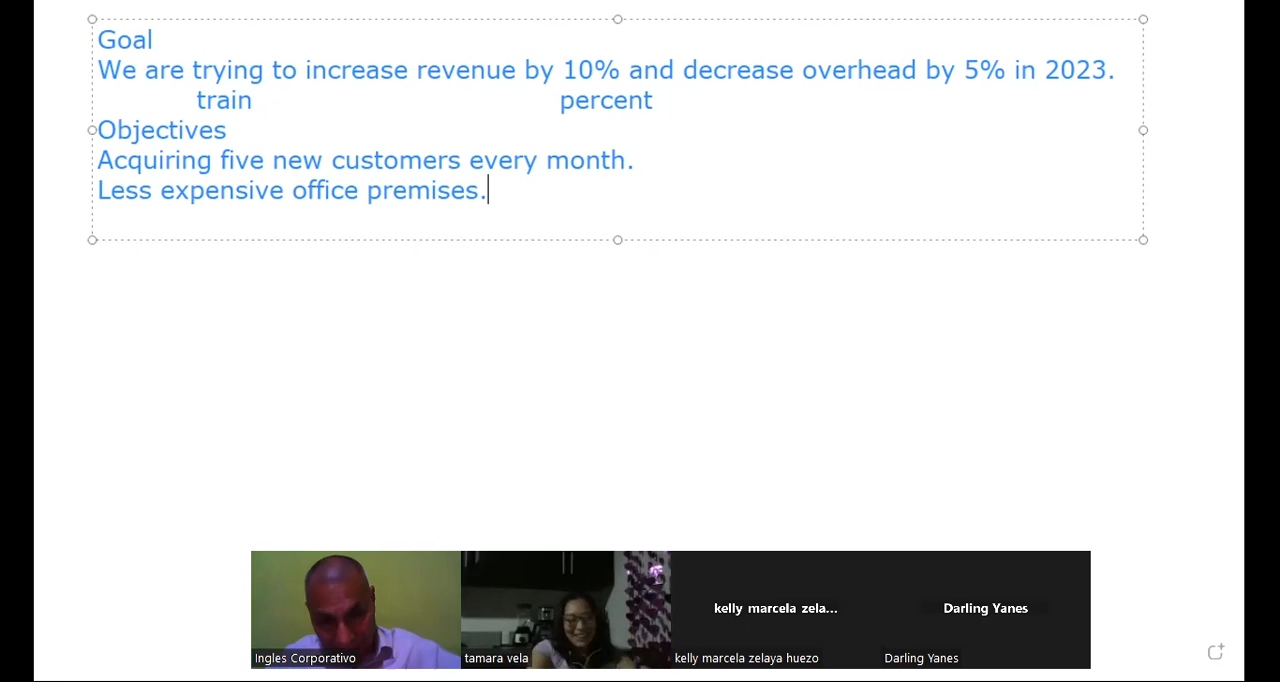 Goal
We are trying to increase revenue by 10% and decrease overhead by 5% in 2023.
train percent
Objectives
Acquiring five new customers every month.
Less expensive office premises.
kelly marcela zela...
Darling Yanes
Ingles Corporativo
tamara vela
kelly marcela zelaya huezo
Darling Yanes